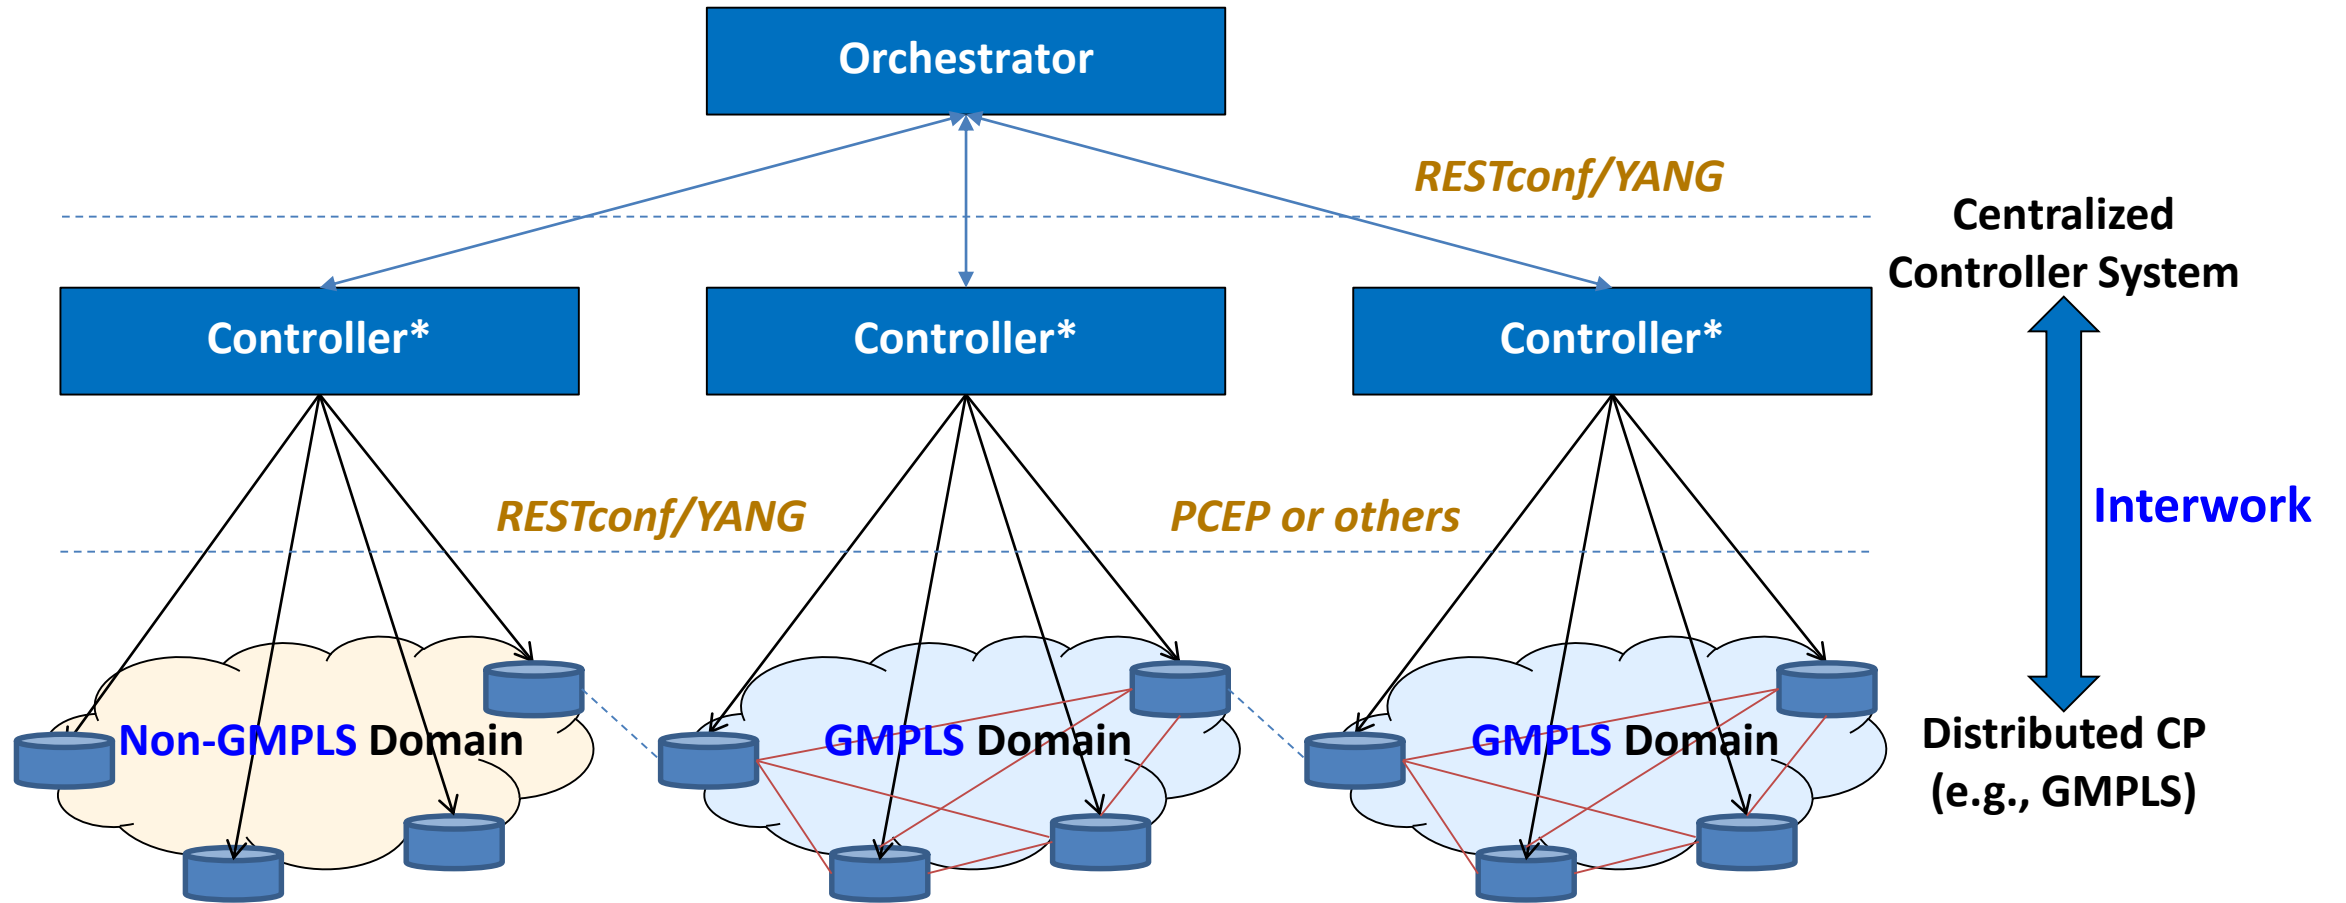 Orchestrator
RESTconf/YANG
Centralized
Controller System
Controller*
Controller*
Controller*
RESTconf/YANG
PCEP or others
Interwork
Non-GMPLS Domain
GMPLS Domain
GMPLS Domain
Distributed CP
(e.g., GMPLS)